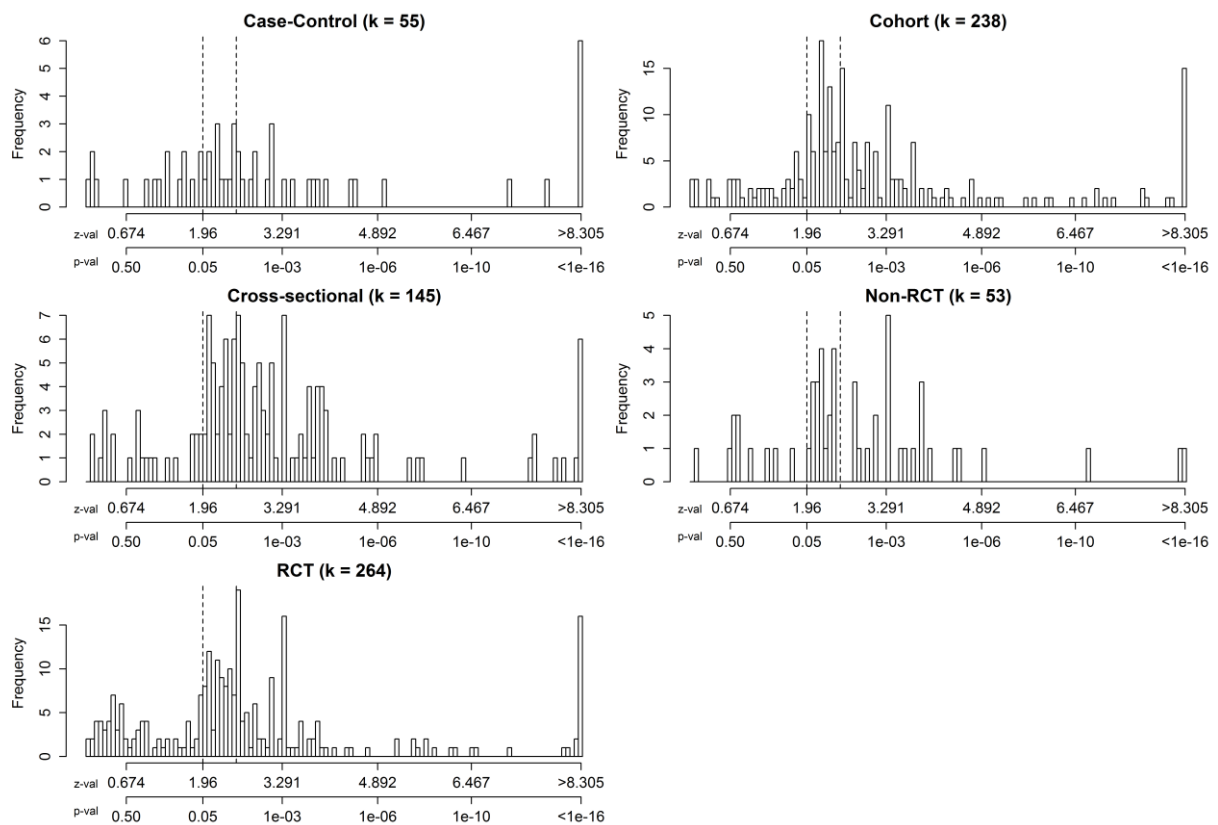 Case-Control (k = 55)
Frequency
0 1 2 3 4 5 6
z-val 0.674 1.96 3.291 4.892 6.467 >8.305
p-val 0.50 0.05 1e-03 1e-06 1e-10 <1e-16
Cohort (k = 238)
Frequency
0 5 10 15
z-val 0.674 1.96 3.291 4.892 6.467 >8.305
p-val 0.50 0.05 1e-03 1e-06 1e-10 <1e-16
Cross-sectional (k = 145)
Frequency
0 1 2 3 4 5 6 7
z-val 0.674 1.96 3.291 4.892 6.467 >8.305
p-val 0.50 0.05 1e-03 1e-06 1e-10 <1e-16
Non-RCT (k = 53)
Frequency
0 1 2 3 4 5
z-val 0.674 1.96 3.291 4.892 6.467 >8.305
p-val 0.50 0.05 1e-03 1e-06 1e-10 <1e-16
RCT (k = 264)
Frequency
0 5 10 15
z-val 0.674 1.96 3.291 4.892 6.467 >8.305
p-val 0.50 0.05 1e-03 1e-06 1e-10 <1e-16